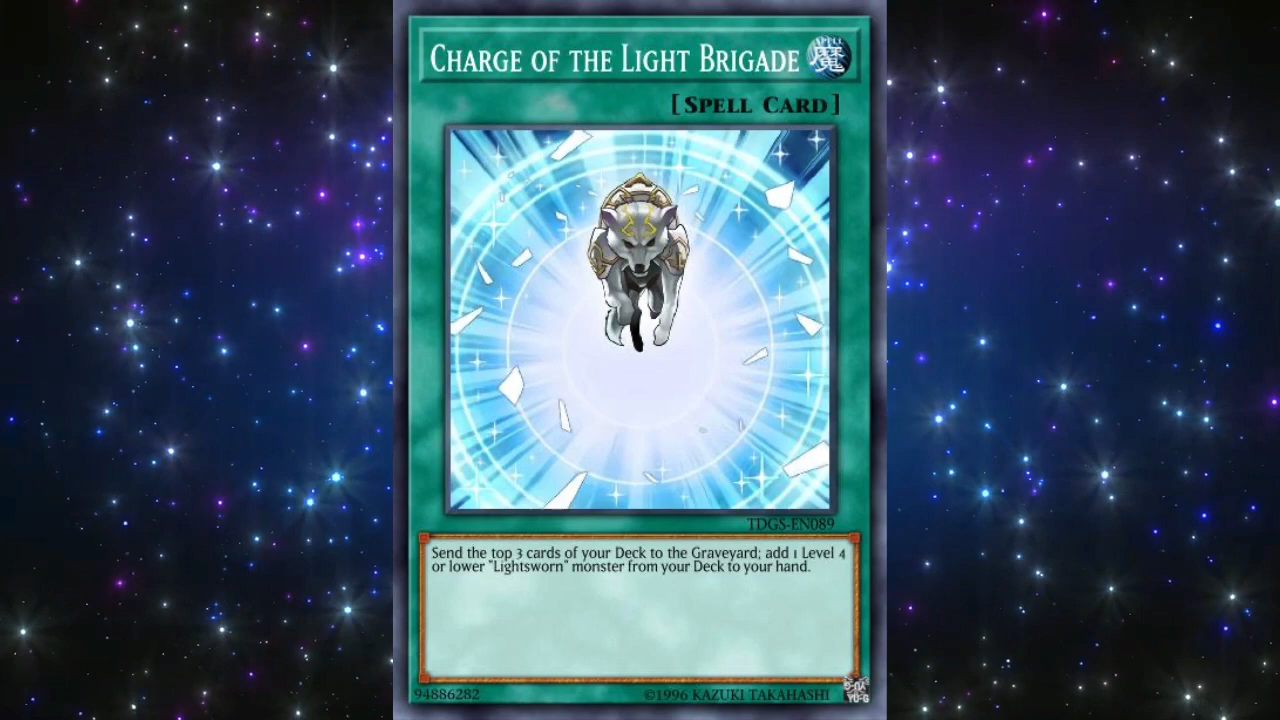 CHARGE OF THE LIGHT BRIGADE
SPELL
魔
[SPELL CARD]
TDGS-EN089
Send the top 3 cards of your Deck to the Graveyard; add 1 Level 4
or lower "Lightsworn" monster from your Deck to your hand.
94886282
©1996 KAZUKI TAKAHASHI